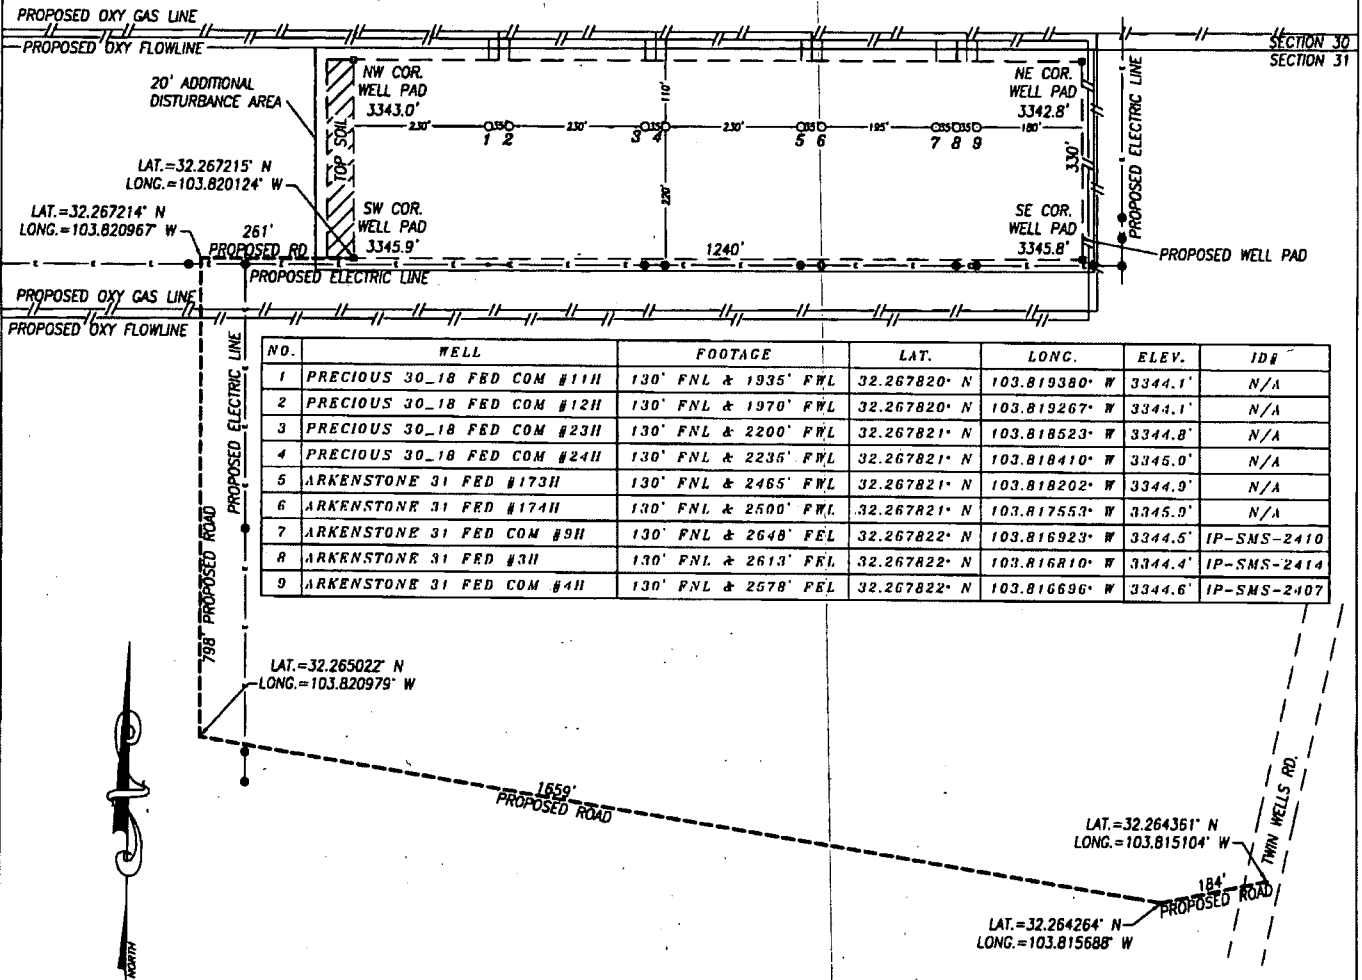 PROPOSED OXY GAS LINE
PROPOSED OXY FLOWLINE
SECTION 30
SECTION 31
20' ADDITIONAL
DISTURBANCE AREA
NW COR.
WELL PAD
3343.0'
NE COR.
WELL PAD
3342.8'
TOP SOIL
110'
230' 35' 230' 35' 230' 35' 195' 35' 35' 180'
1 2 3 4 5 6 7 8 9
330'
PROPOSED ELECTRIC LINE
LAT.=32.267215° N
LONG.=103.820124° W
LAT.=32.267214° N
LONG.=103.820967° W
220'
SW COR.
WELL PAD
3345.9'
SE COR.
WELL PAD
3345.8'
261'
PROPOSED RD
1240'
PROPOSED WELL PAD
PROPOSED ELECTRIC LINE
PROPOSED OXY GAS LINE
PROPOSED OXY FLOWLINE
PROPOSED ELECTRIC LINE
798' PROPOSED ROAD
NO. WELL FOOTAGE LAT. LONG. ELEV. ID#
1 PRECIOUS 30_18 FED COM #11H 130' FNL & 1935' FWL 32.267820° N 103.819380° W 3344.1' N/A
2 PRECIOUS 30_18 FED COM #12H 130' FNL & 1970' FWL 32.267820° N 103.819267° W 3344.1' N/A
3 PRECIOUS 30_18 FED COM #23H 130' FNL & 2200' FWL 32.267821° N 103.818523° W 3344.8' N/A
4 PRECIOUS 30_18 FED COM #24H 130' FNL & 2235' FWL 32.267821° N 103.818410° W 3345.0' N/A
5 ARKENSTONE 31 FED #173H 130' FNL & 2465' FWL 32.267821° N 103.818202° W 3344.9' N/A
6 ARKENSTONE 31 FED #174H 130' FNL & 2500' FWL 32.267821° N 103.817553° W 3345.9' N/A
7 ARKENSTONE 31 FED COM #9H 130' FNL & 2648' FEL 32.267822° N 103.816923° W 3344.5' IP-SMS-2410
8 ARKENSTONE 31 FED #3H 130' FNL & 2613' FEL 32.267822° N 103.816810° W 3344.4' IP-SMS-2414
9 ARKENSTONE 31 FED COM #4H 130' FNL & 2578' FEL 32.267822° N 103.816696° W 3344.6' IP-SMS-2407
LAT.=32.265022° N
LONG.=103.820979° W
1659'
PROPOSED ROAD
TWIN WELLS RD.
LAT.=32.264361° N
LONG.=103.815104° W
184'
PROPOSED ROAD
LAT.=32.264264° N
LONG.=103.815688° W
NORTH